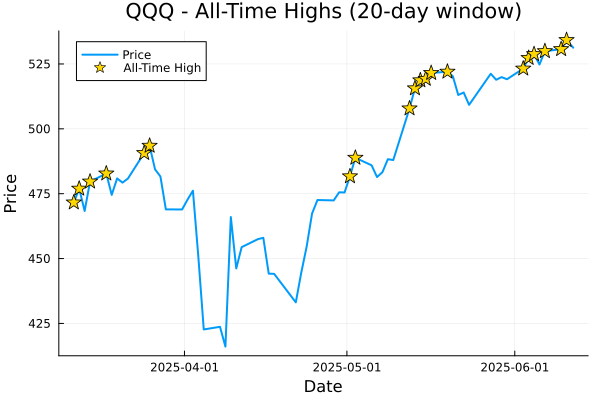 QQQ - All-Time Highs (20-day window)
Price
All-Time High
525
500
475
450
425
Price
2025-04-01
2025-05-01
2025-06-01
Date